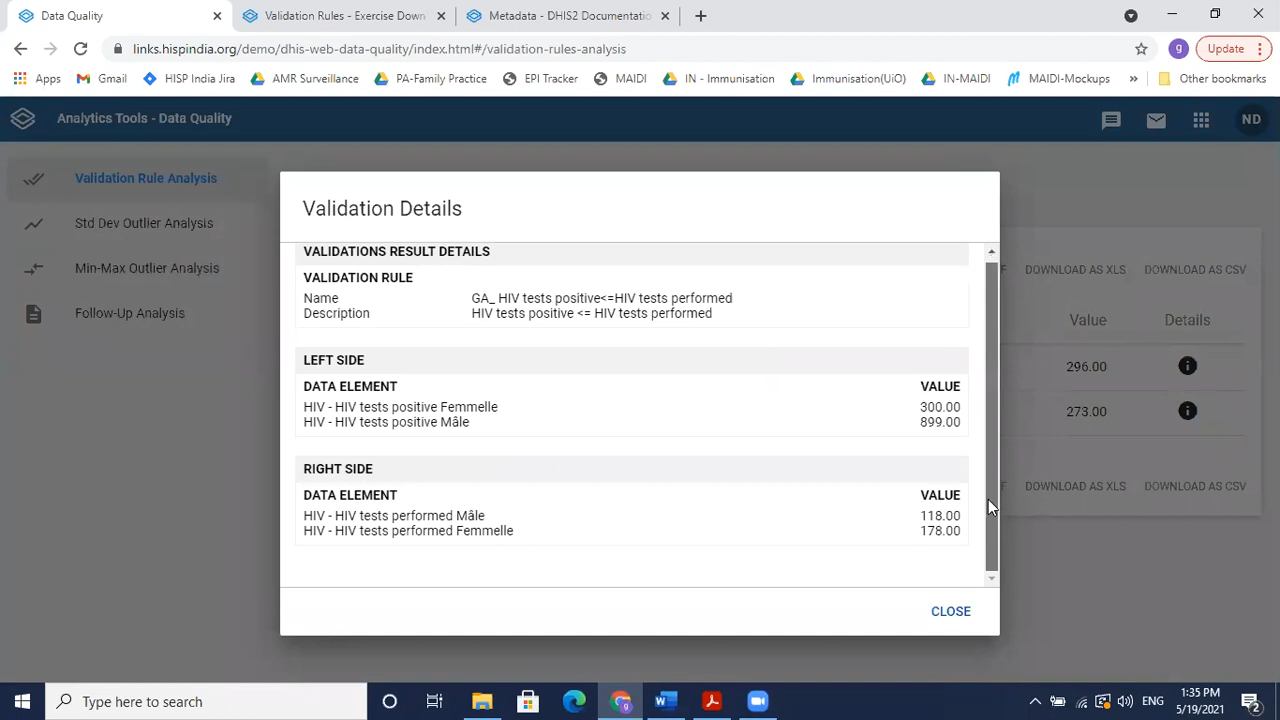 Data Quality
Validation Rules - Exercise Down
Metadata - DHIS2 Documentatio
links.hispindia.org/demo/dhis-web-data-quality/index.html#/validation-rules-analysis
g
Update
Apps
Gmail
HISP India Jira
AMR Surveillance
PA-Family Practice
EPI Tracker
MAIDI
IN - Immunisation
Immunisation(UiO)
IN-MAIDI
MAIDI-Mockups
»
Other bookmarks
Analytics Tools - Data Quality
ND
Validation Rule Analysis
Std Dev Outlier Analysis
Min-Max Outlier Analysis
Follow-Up Analysis
Validation Details
VALIDATIONS RESULT DETAILS
VALIDATION RULE
Name GA_ HIV tests positive<=HIV tests performed
Description HIV tests positive <= HIV tests performed
LEFT SIDE
DATA ELEMENT VALUE
HIV - HIV tests positive Femmelle 300.00
HIV - HIV tests positive Mâle 899.00
RIGHT SIDE
DATA ELEMENT VALUE
HIV - HIV tests performed Mâle 118.00
HIV - HIV tests performed Femmelle 178.00
CLOSE
F DOWNLOAD AS XLS DOWNLOAD AS CSV
Value Details
296.00
273.00
F DOWNLOAD AS XLS DOWNLOAD AS CSV
Type here to search
g
ENG
1:35 PM
5/19/2021
2